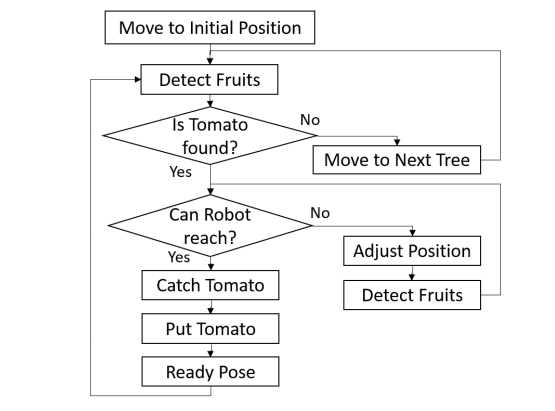 Move to Initial Position
Detect Fruits
Is Tomato
found?
No
Move to Next Tree
Yes
Can Robot
reach?
No
Adjust Position
Yes
Catch Tomato
Detect Fruits
Put Tomato
Ready Pose